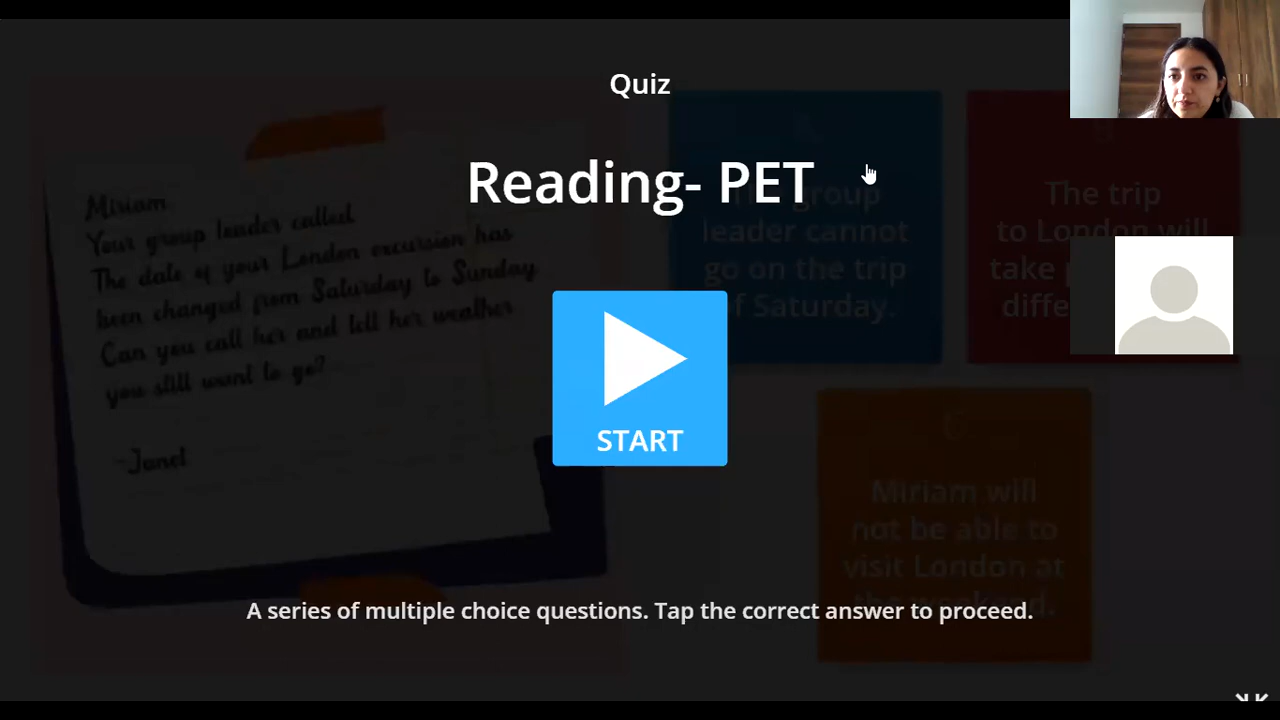 Quiz
Reading- PET
Miriam
Your group leader called
The date of your London excursion has
been changed from Saturday to Sunday
Can you call her and tell her weather
you still want to go?
-Janet
group
leader cannot
go on the trip
of Saturday.
The trip
to London will
take
diffe
START
Miriam will
not be able to
visit London at
A series of multiple choice questions. Tap the correct answer to proceed.